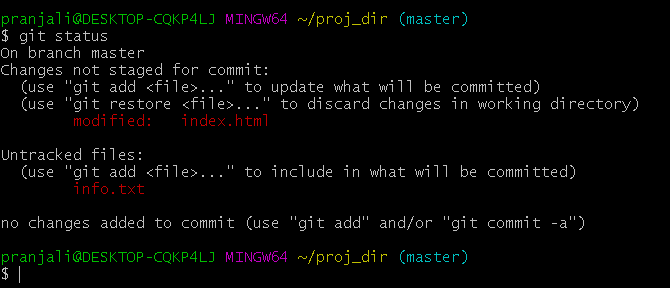 pranjali@DESKTOP-CQKP4LJ MINGW64 ~/proj_dir (master)
$ git status
On branch master
Changes not staged for commit:
  (use "git add <file>..." to update what will be committed)
  (use "git restore <file>..." to discard changes in working directory)
        modified:   index.html

Untracked files:
  (use "git add <file>..." to include in what will be committed)
        info.txt

no changes added to commit (use "git add" and/or "git commit -a")

pranjali@DESKTOP-CQKP4LJ MINGW64 ~/proj_dir (master)
$